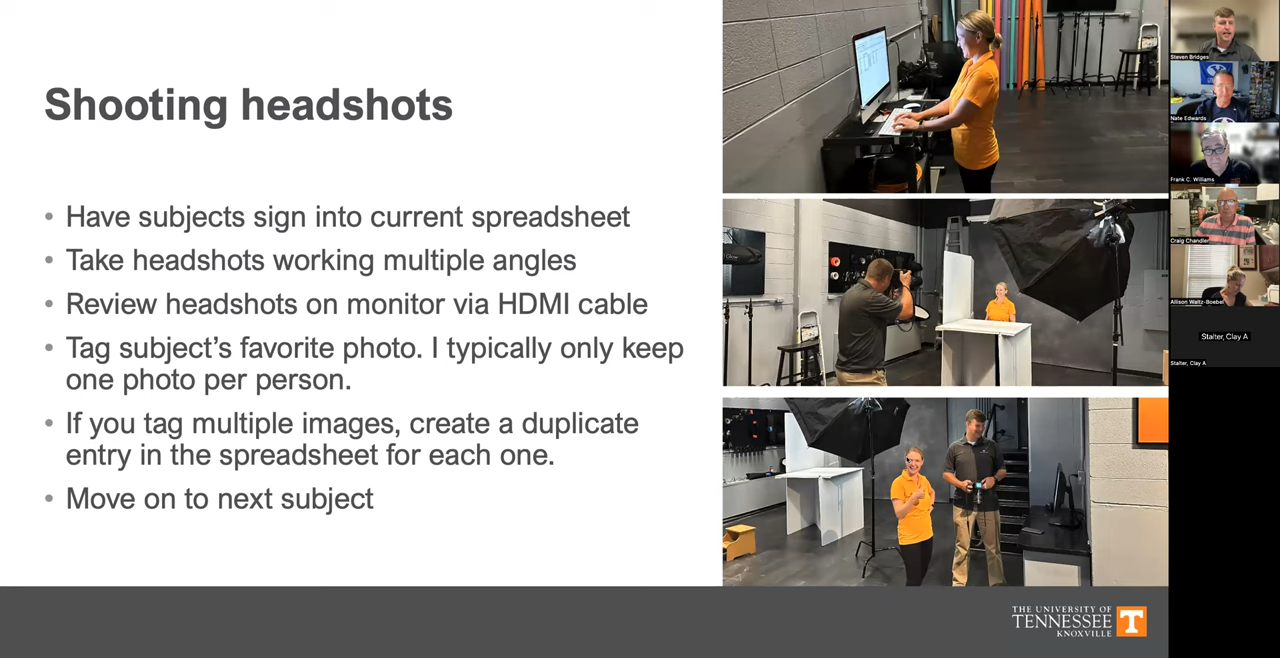 Shooting headshots
• Have subjects sign into current spreadsheet
• Take headshots working multiple angles
• Review headshots on monitor via HDMI cable
• Tag subject’s favorite photo. I typically only keep
one photo per person.
• If you tag multiple images, create a duplicate
entry in the spreadsheet for each one.
• Move on to next subject
THE UNIVERSITY OF
TENNESSEE
KNOXVILLE
T
Steven Bridges
Nate Edwards
Frank C. Williams
Craig Chandler
Allison Waltz-Boebel
Stalter, Clay A
Stalter, Clay A